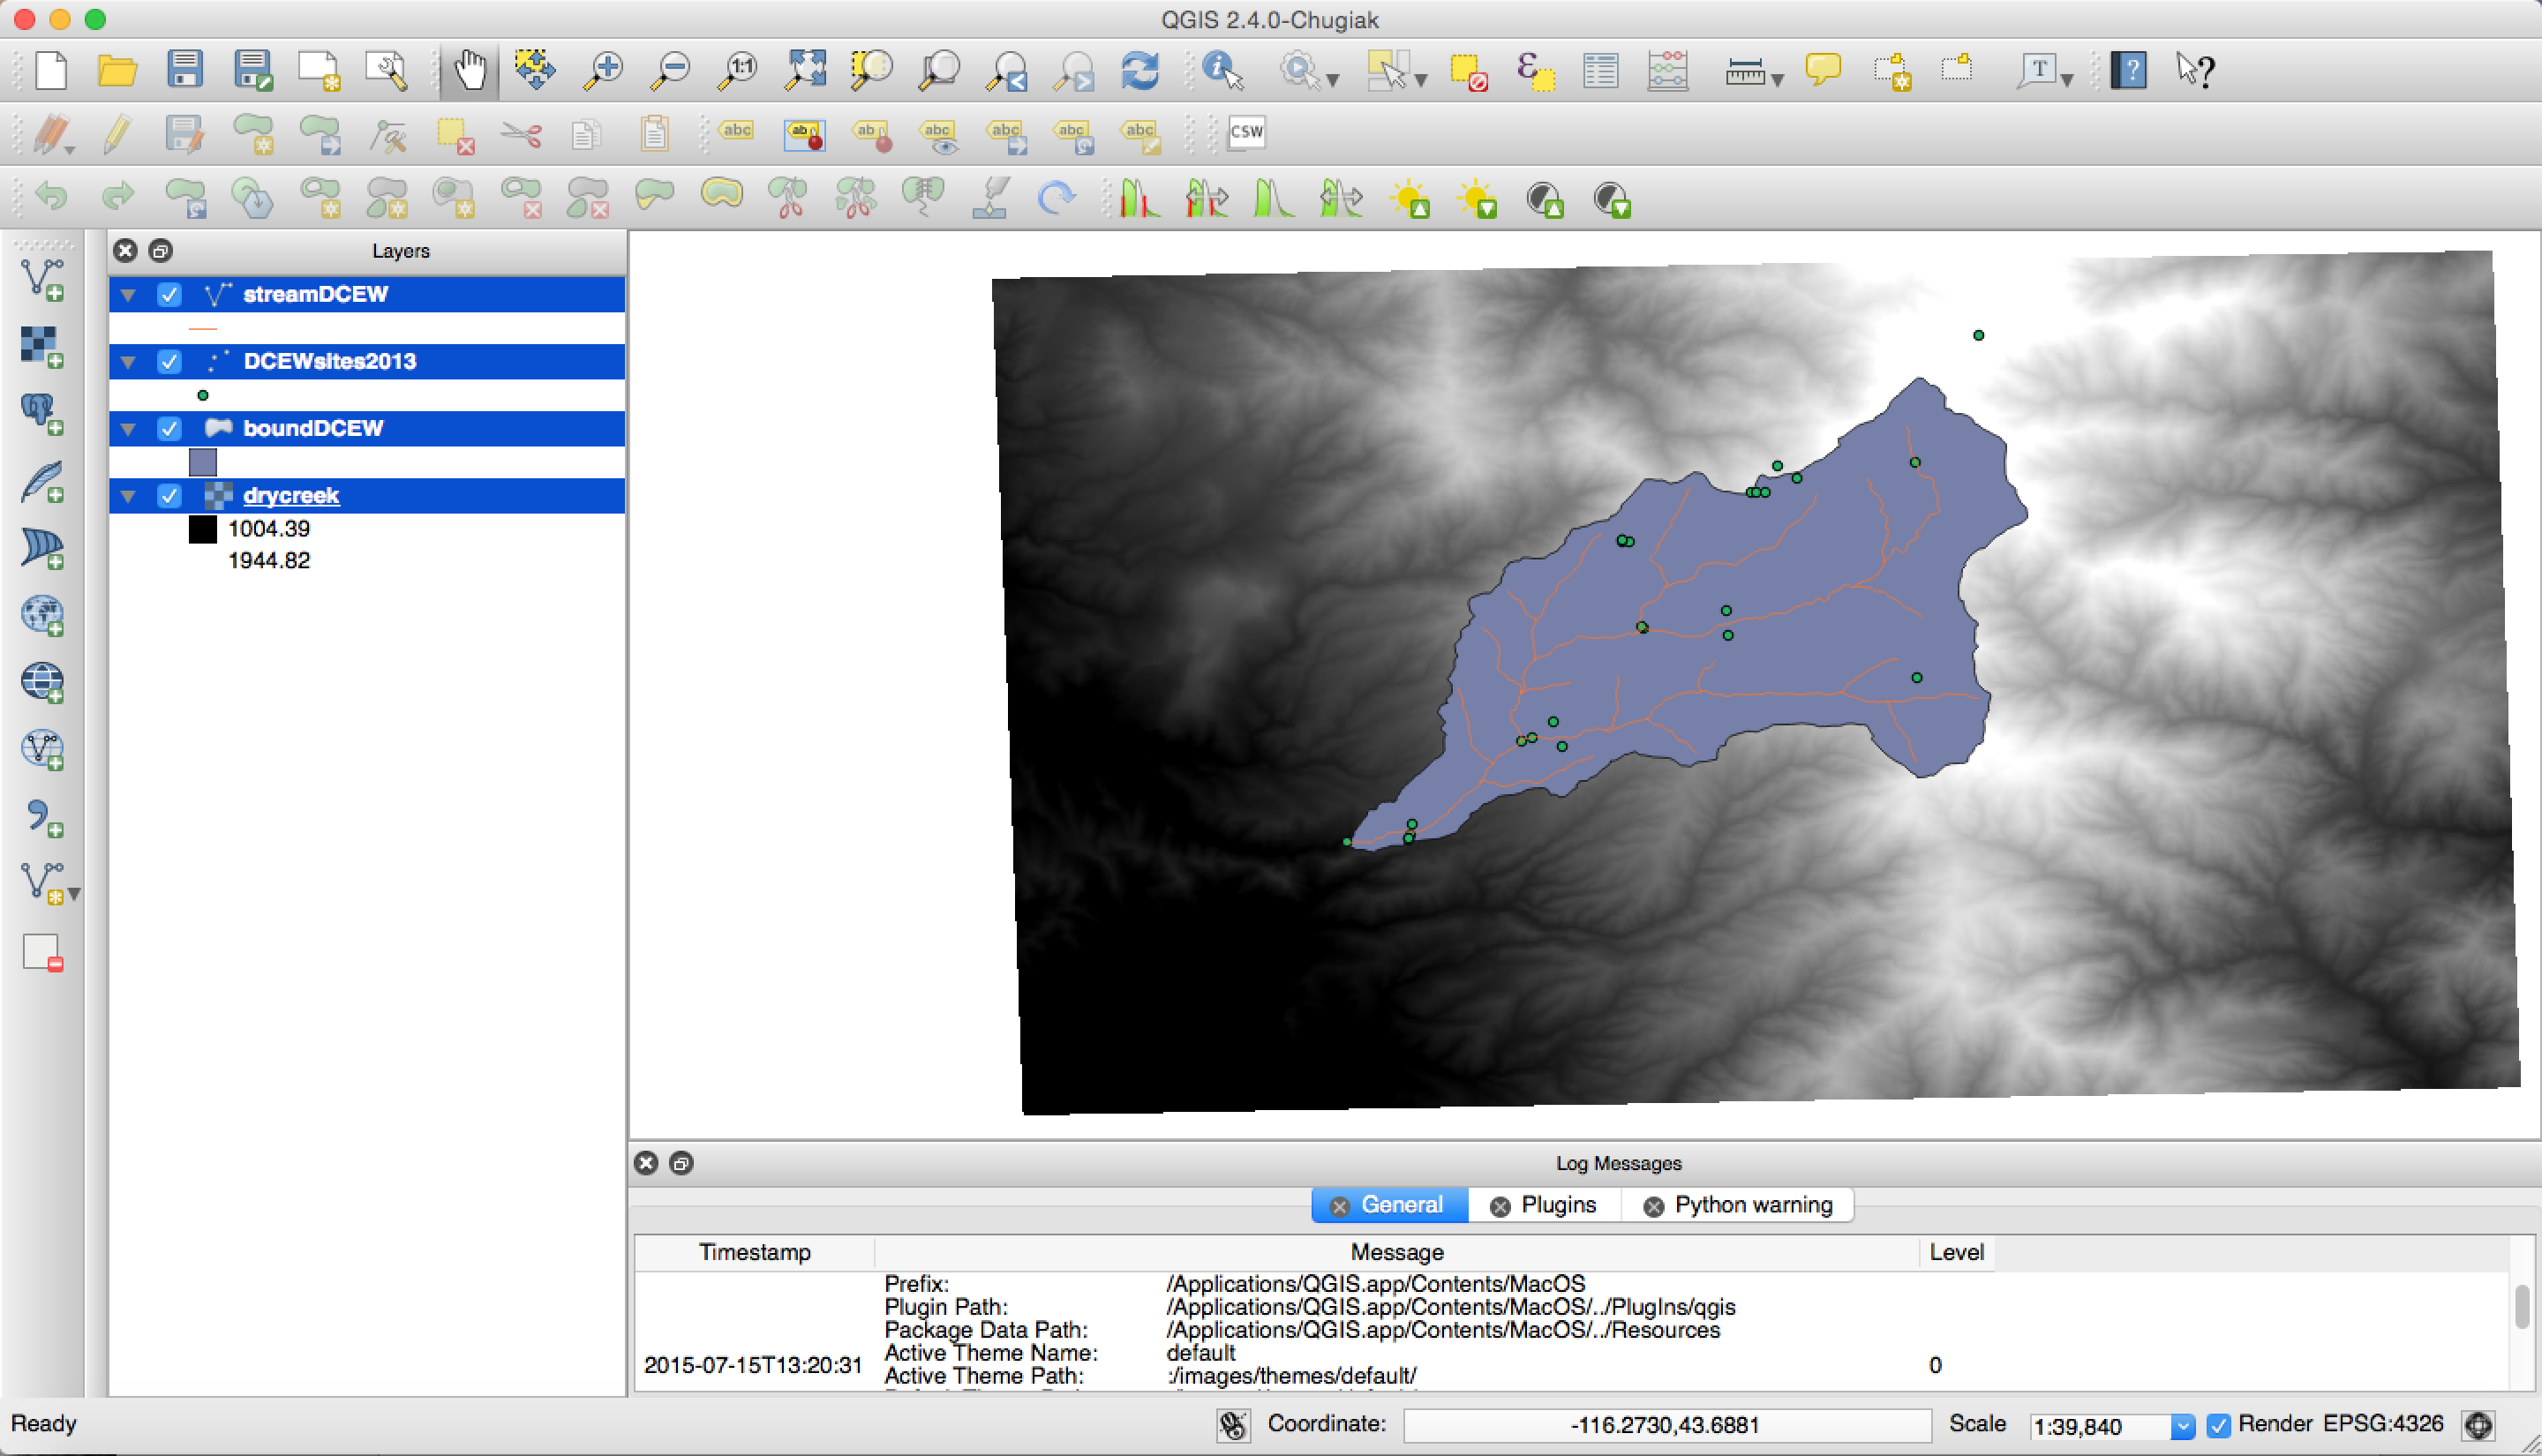 QGIS 2.4.0-Chugiak
1:1
T
?
?
abc
ab
ab
abc
abc
abc
abc
CSW
Layers
streamDCEW
DCEWsites2013
boundDCEW
drycreek
1004.39
1944.82
Log Messages
General Plugins Python warning
Timestamp Message Level
Prefix: /Applications/QGIS.app/Contents/MacOS
Plugin Path: /Applications/QGIS.app/Contents/MacOS/../PlugIns/qgis
Package Data Path: /Applications/QGIS.app/Contents/MacOS/../Resources
Active Theme Name: default
2015-07-15T13:20:31 0
Active Theme Path: :/images/themes/default/
Ready Coordinate: -116.2730,43.6881 Scale 1:39,840 Render EPSG:4326